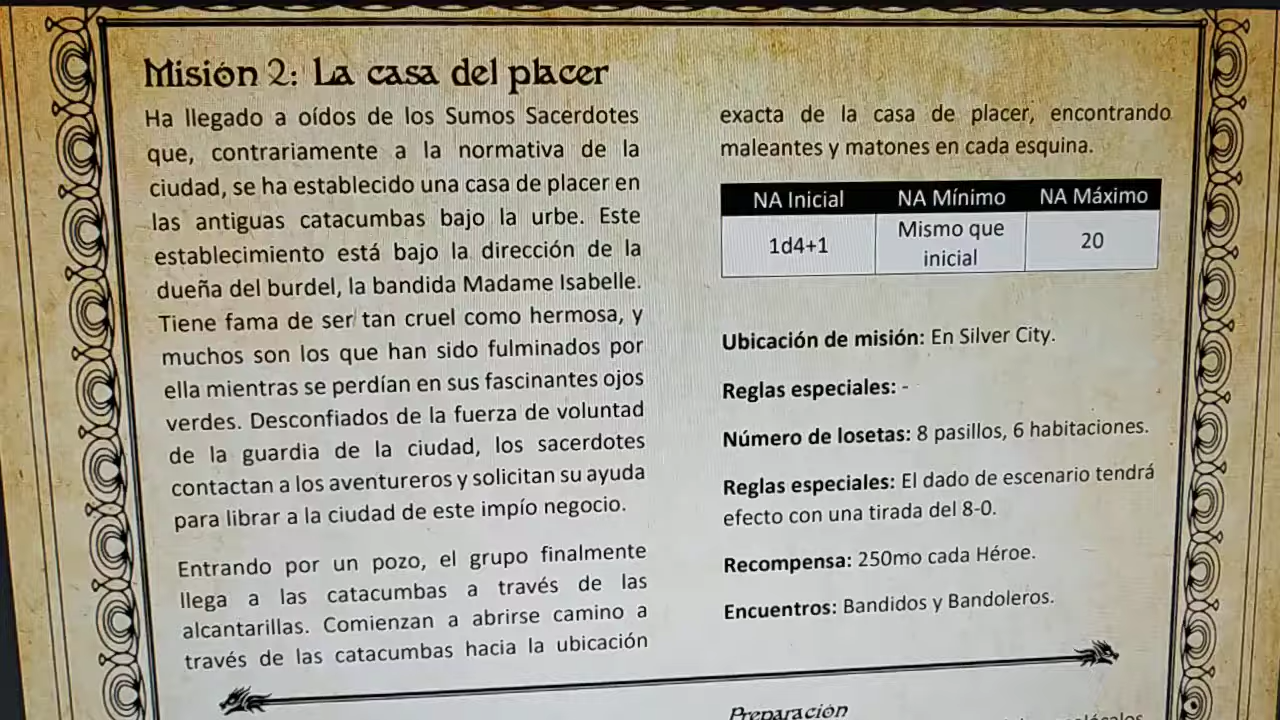 Misión 2: La casa del placer
Ha llegado a oídos de los Sumos Sacerdotes
que, contrariamente a la normativa de la
ciudad, se ha establecido una casa de placer en
las antiguas catacumbas bajo la urbe. Este
establecimiento está bajo la dirección de la
dueña del burdel, la bandida Madame Isabelle.
Tiene fama de ser tan cruel como hermosa, y
muchos son los que han sido fulminados por
ella mientras se perdían en sus fascinantes ojos
verdes. Desconfiados de la fuerza de voluntad
de la guardia de la ciudad, los sacerdotes
contactan a los aventureros y solicitan su ayuda
para librar a la ciudad de este impío negocio.
Entrando por un pozo, el grupo finalmente
llega a las catacumbas a través de las
alcantarillas. Comienzan a abrirse camino a
través de las catacumbas hacia la ubicación
exacta de la casa de placer, encontrando
maleantes y matones en cada esquina.
NA Inicial NA Mínimo NA Máximo
1d4+1 Mismo que inicial 20
Ubicación de misión: En Silver City.
Reglas especiales: -
Número de losetas: 8 pasillos, 6 habitaciones.
Reglas especiales: El dado de escenario tendrá
efecto con una tirada del 8-0.
Recompensa: 250mo cada Héroe.
Encuentros: Bandidos y Bandoleros.
Preparación